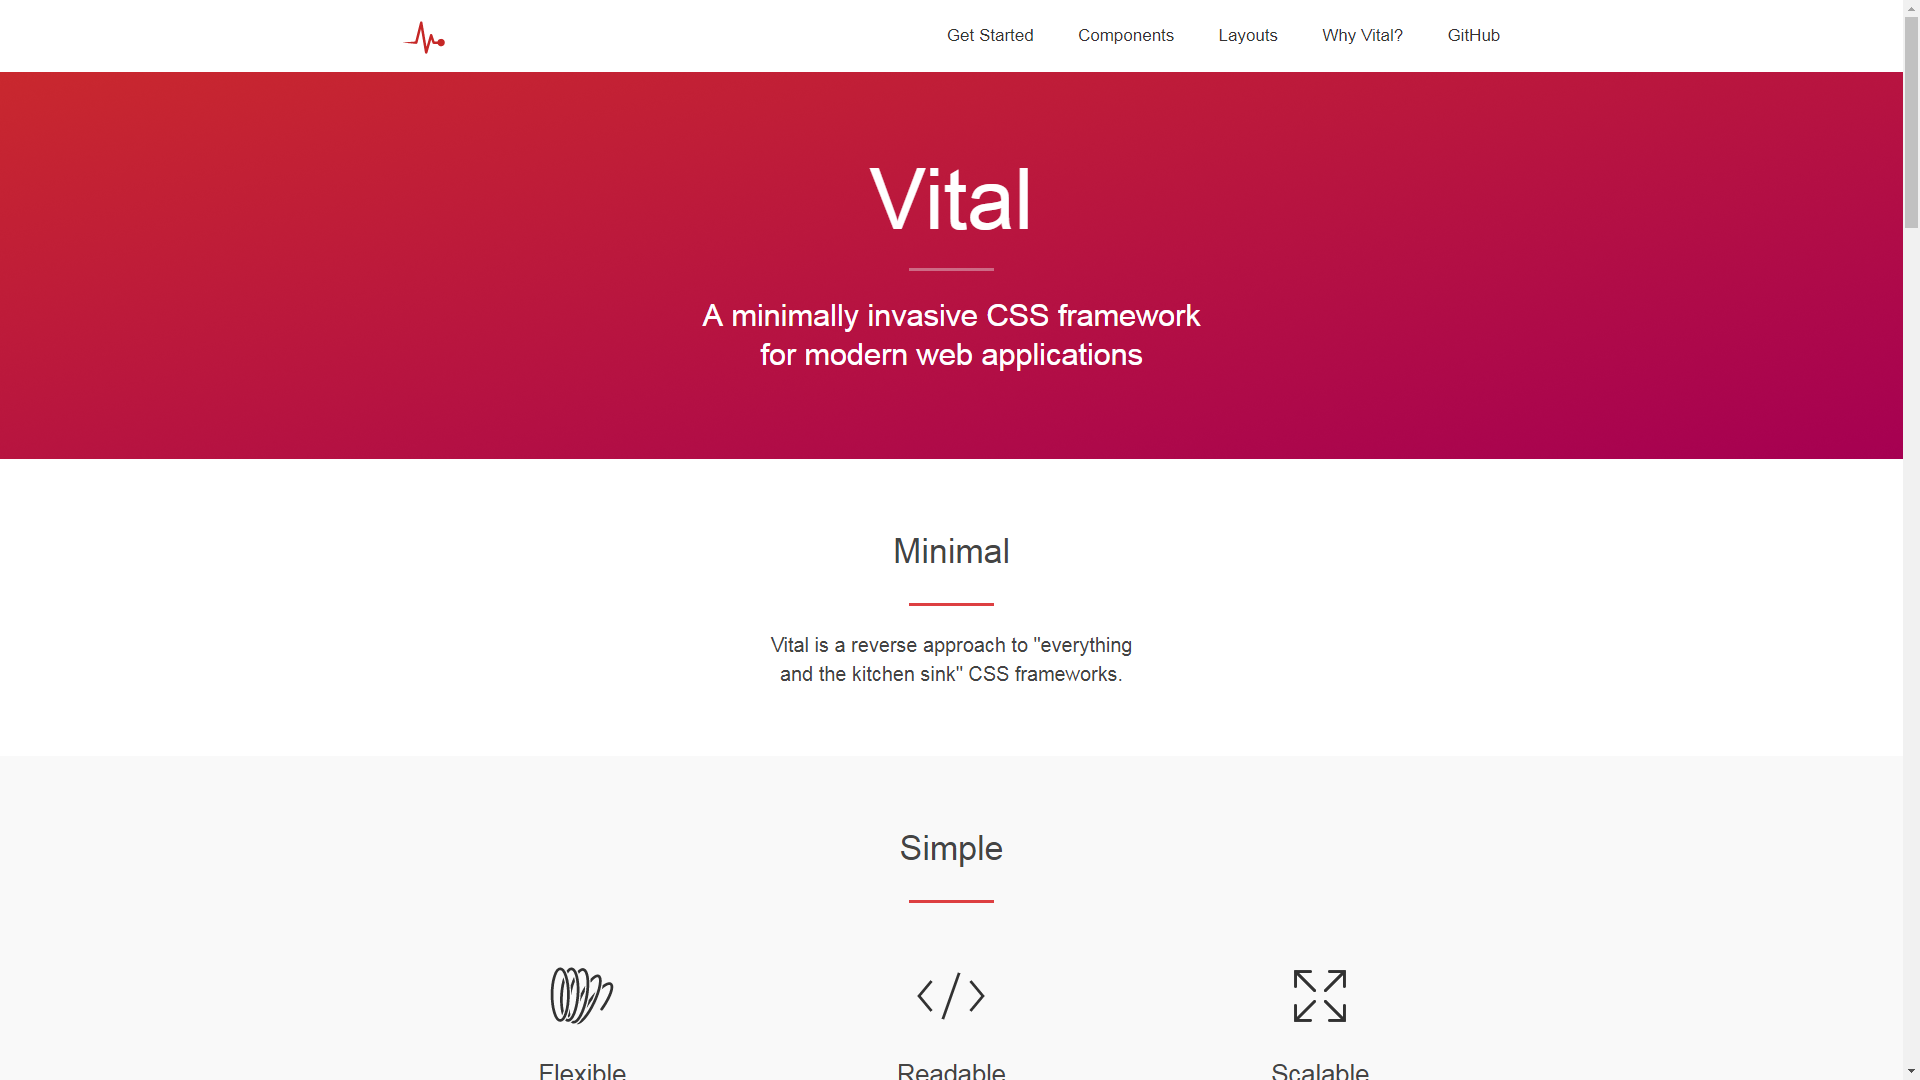 Get Started
Components
Layouts
Why Vital?
GitHub
Vital
A minimally invasive CSS framework
for modern web applications
Minimal
Vital is a reverse approach to "everything
and the kitchen sink" CSS frameworks.
Simple
Flexible
Readable
Scalable